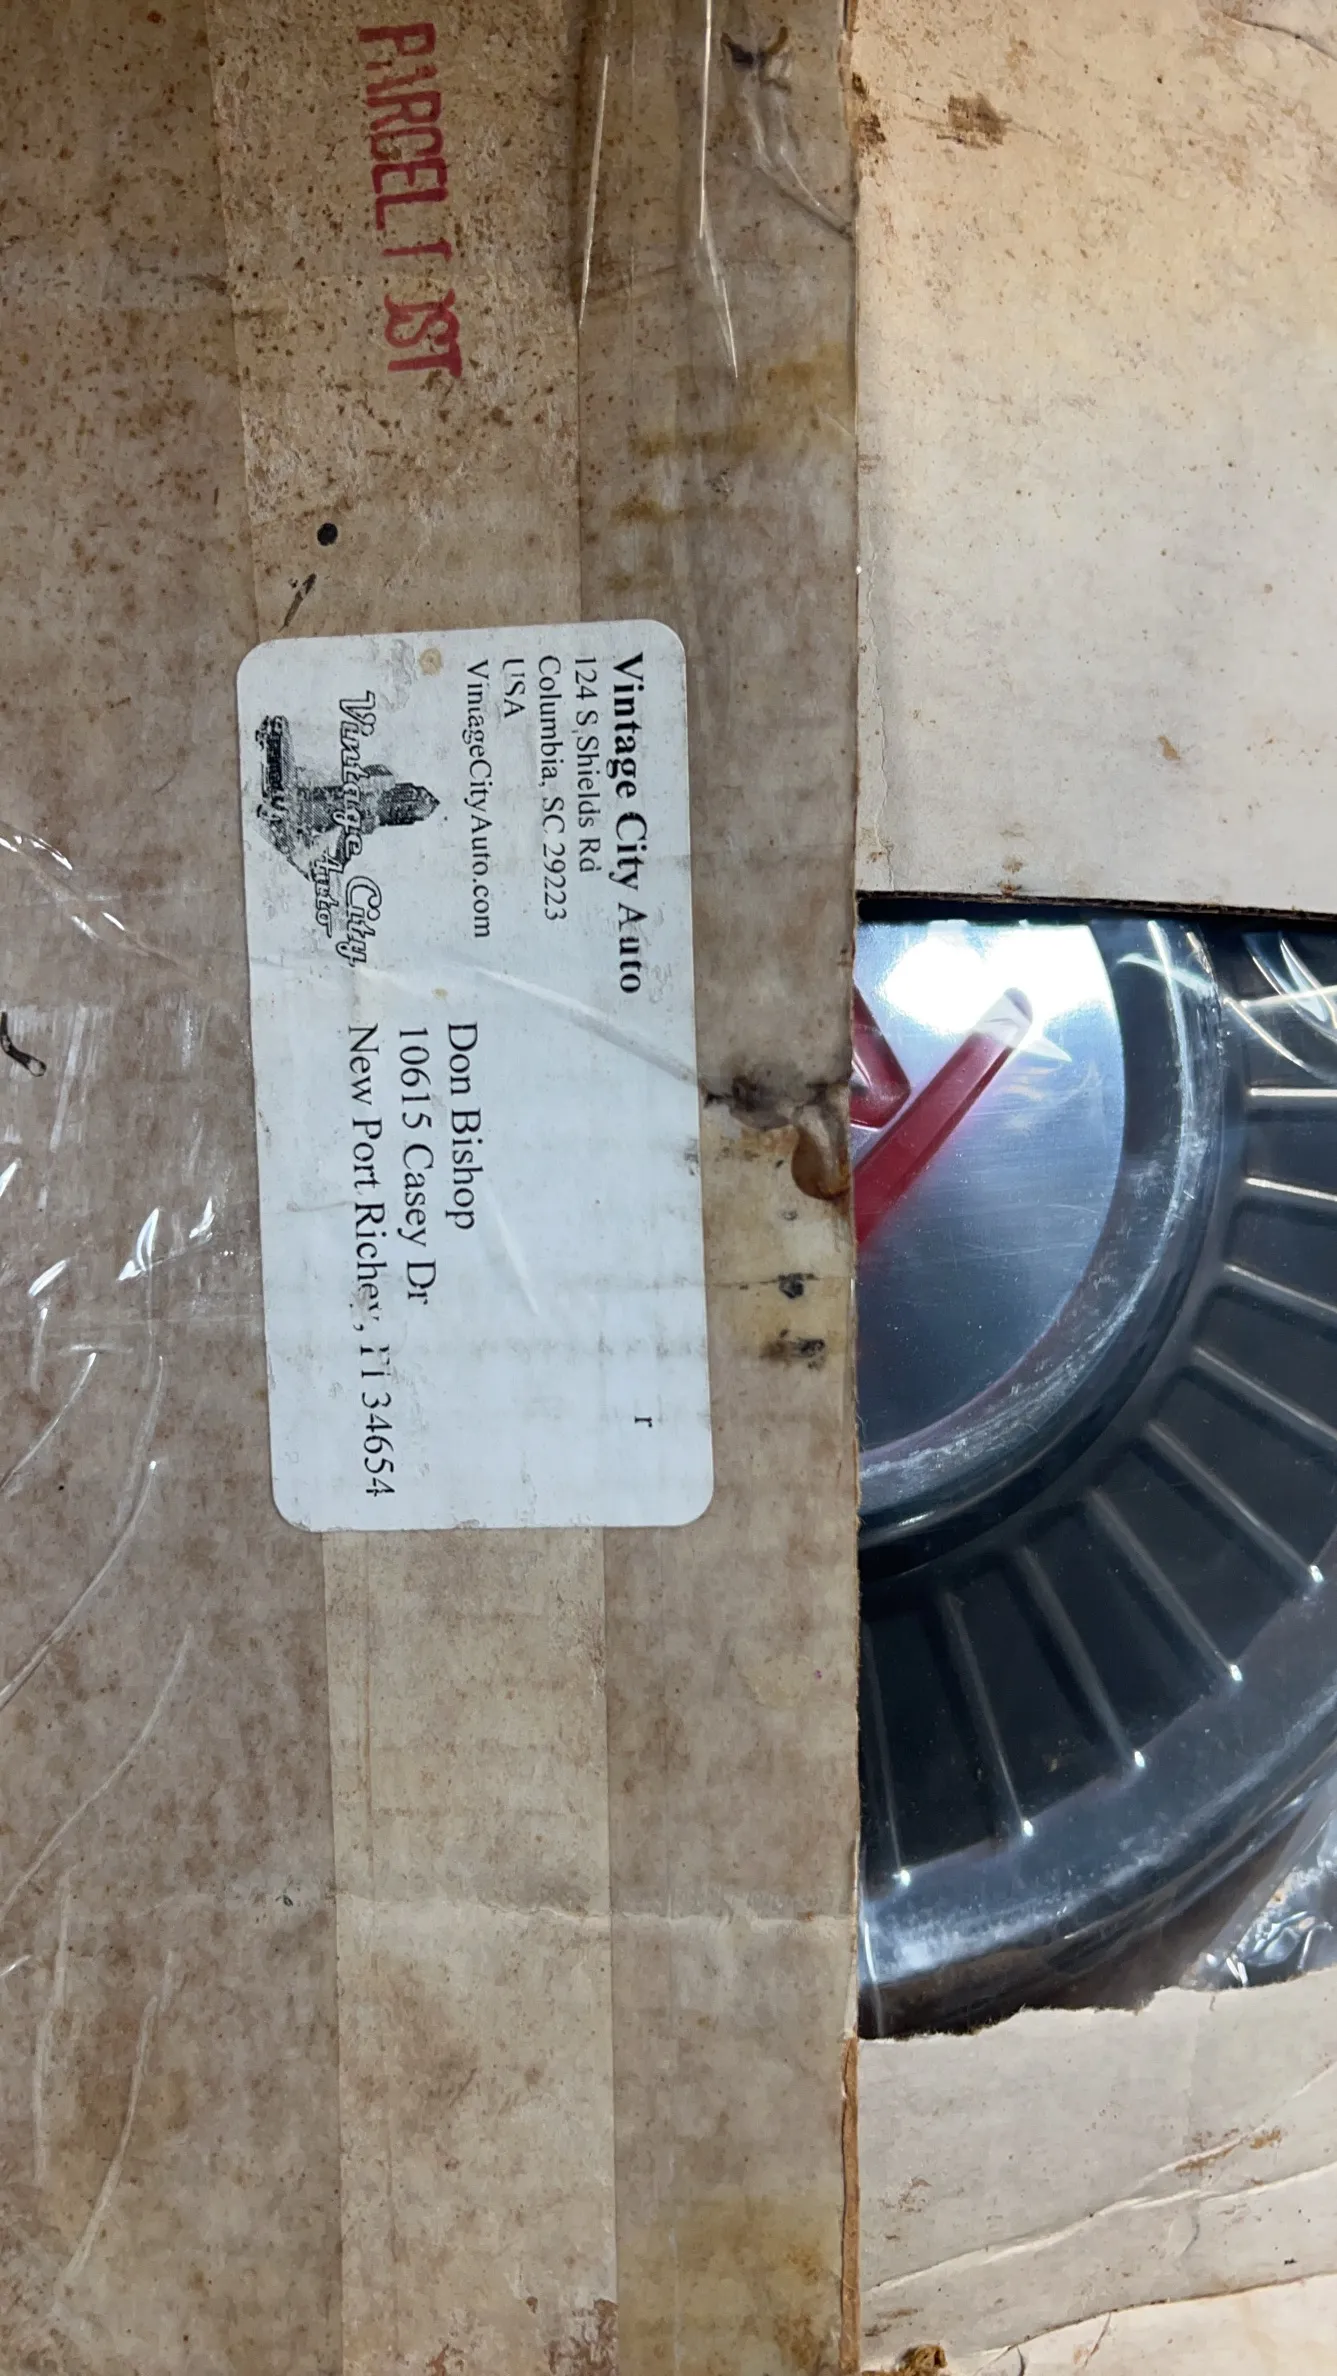 PARCEL POST
Vintage City Auto
124 S Shields Rd
Columbia, SC 29223
USA
VintageCityAuto.com
Vintage City
Auto
r
Don Bishop
10615 Casey Dr
New Port Richey, Fl 34654